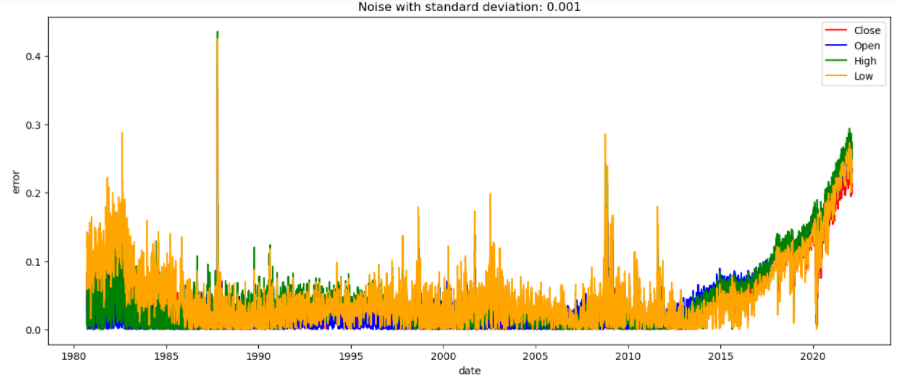 Noise with standard deviation: 0.001
Close
Open
High
Low
0.4
0.3
0.2
0.1
0.0
error
1980 1985 1990 1995 2000 2005 2010 2015 2020
date